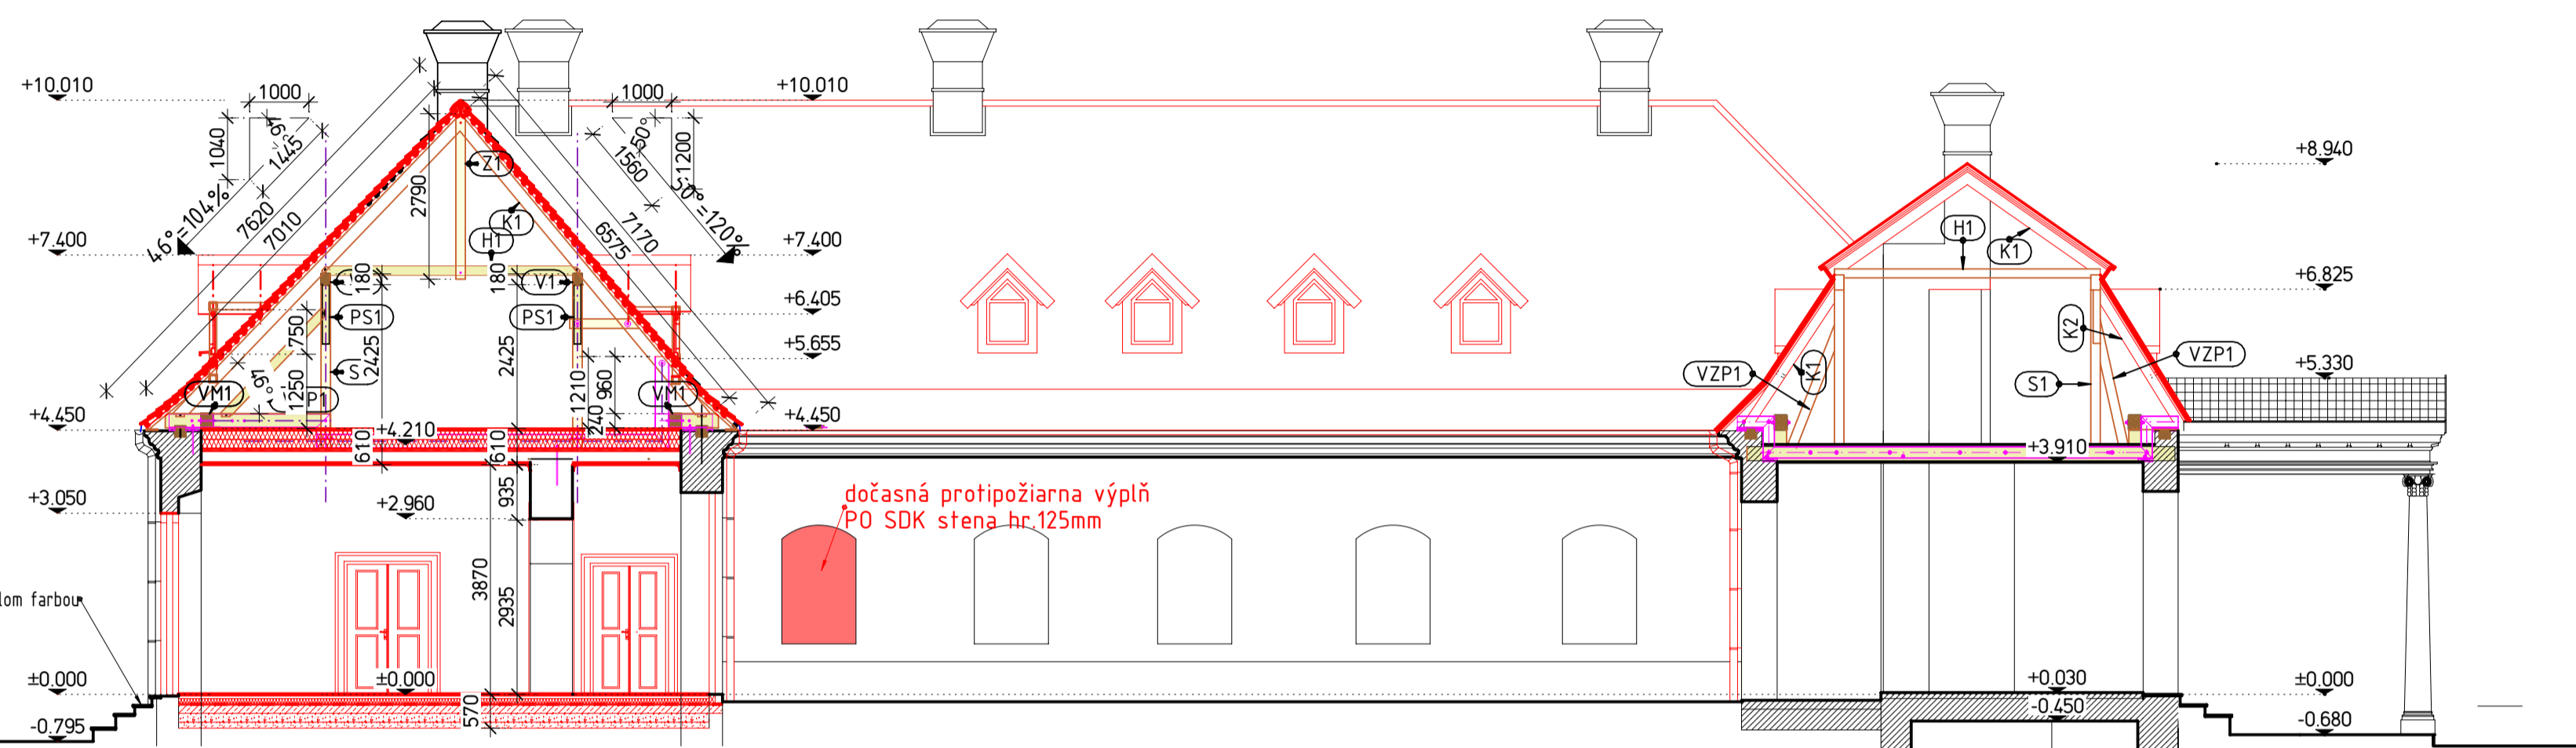 +10.010
1000
1040
46°
1445
46°=104%
7620
7010
2790
Z1
K1
H1
1000
+10.010
50°
1560
1200
50°=120%
7170
6575
+8.940
+7.400
+7.400
H1
K1
180
180
V1
+6.825
PS1
PS1
+6.405
750
2425
2425
K2
+5.655
VZP1
VZP1
S
1250
46°
P1
1210
960
240
K1
S1
+5.330
VM1
VM1
+4.450
+4.450
+4.210
610
610
+3.910
+3.050
+2.960
935
dočasná protipožiarna výplň
PO SDK stena hr.125mm
3870
2935
lom farbou
±0.000
±0.000
+0.030
±0.000
570
-0.450
-0.795
-0.680